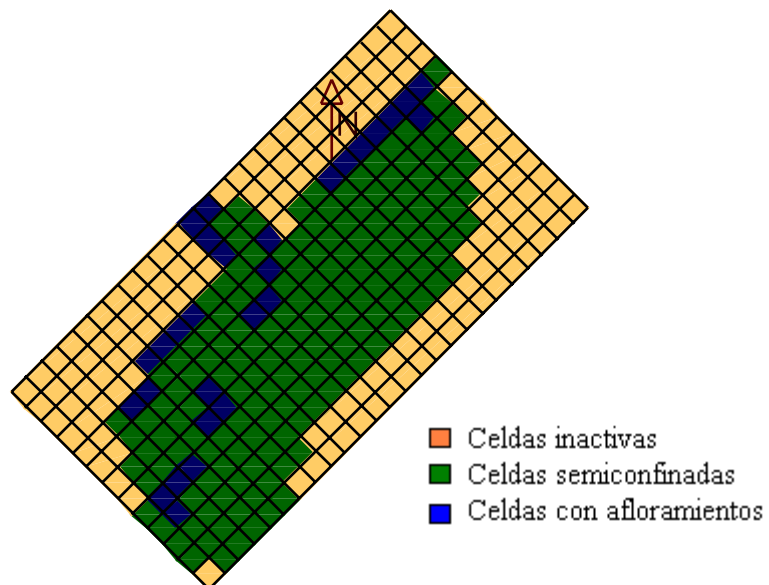 N
Celdas inactivas
Celdas semiconfinadas
Celdas con afloramientos